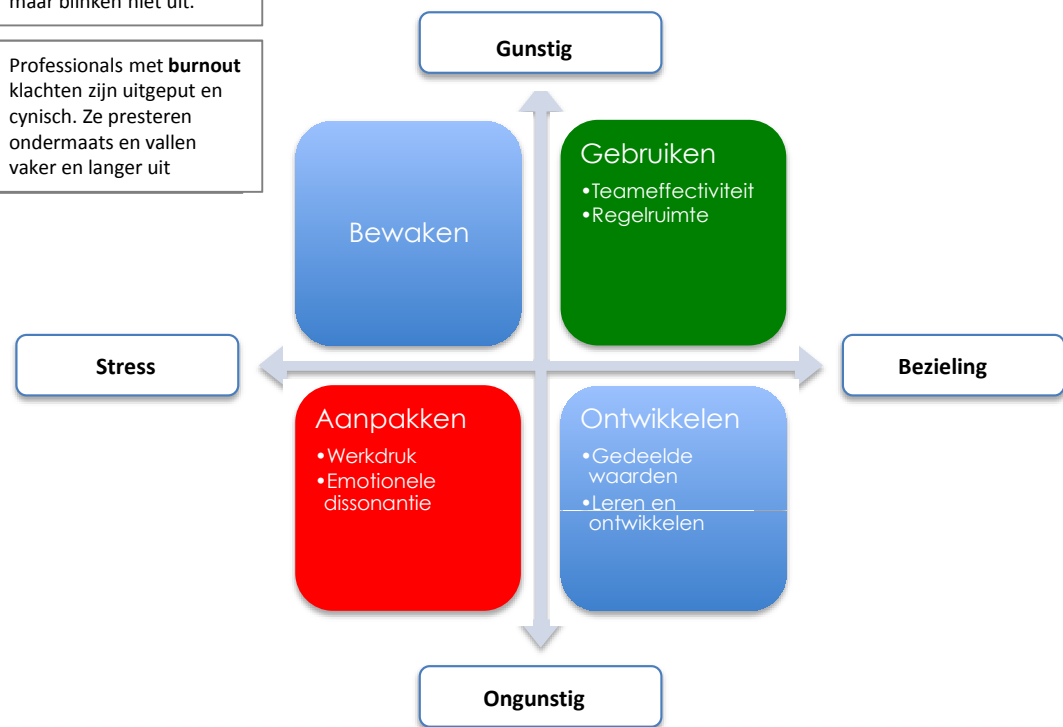 maar blinken niet uit.
Professionals met burnout
klachten zijn uitgeput en
cynisch. Ze presteren
ondermaats en vallen
vaker en langer uit
Gunstig
Bewaken
Gebruiken
•Teameffectiviteit
•Regelruimte
Stress
Bezieling
Aanpakken
•Werkdruk
•Emotionele
dissonantie
Ontwikkelen
•Gedeelde
waarden
•Leren en
ontwikkelen
Ongunstig